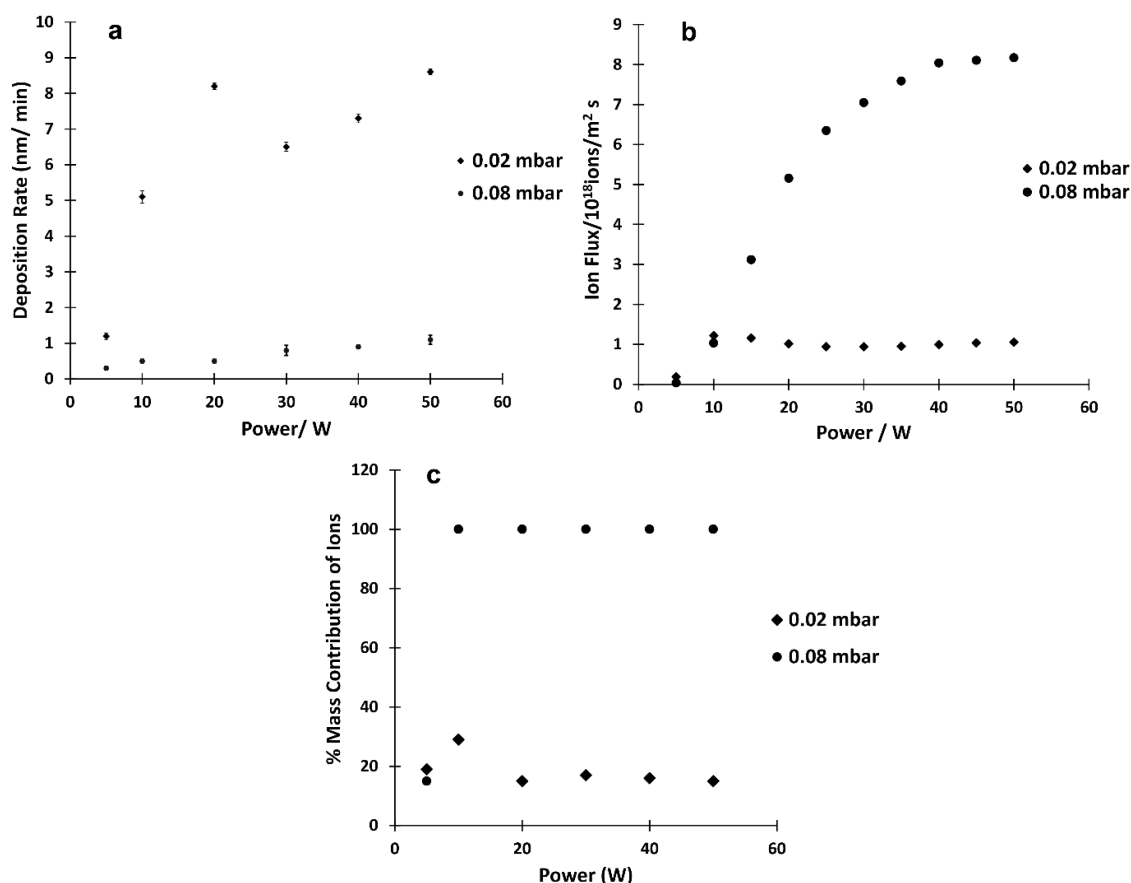 a
10
9
8
7
6
5
4
3
2
1
0
Deposition Rate (nm/ min)
0 10 20 30 40 50 60
Power/ W
0.02 mbar
0.08 mbar
b
9
8
7
6
5
4
3
2
1
0
Ion Flux/10¹⁸ions/m² s
0 10 20 30 40 50 60
Power / W
0.02 mbar
0.08 mbar
c
120
100
80
60
40
20
0
% Mass Contribution of Ions
0 20 40 60
Power (W)
0.02 mbar
0.08 mbar